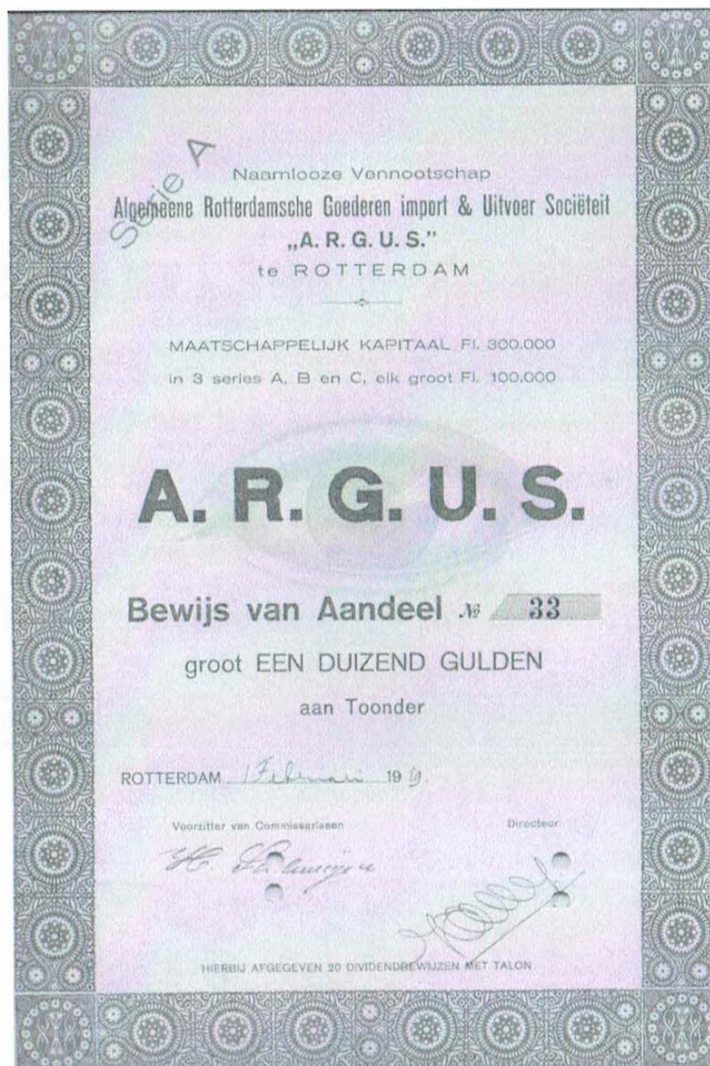 Serie A
Naamlooze Vennootschap
Algemeene Rotterdamsche Goederen import & Uitvoer Sociëteit
„A. R. G. U. S.”
te ROTTERDAM
MAATSCHAPPELIJK KAPITAAL Fl. 300.000
in 3 series A, B en C, elk groot Fl. 100.000
A. R. G. U. S.
Bewijs van Aandeel № 33
groot EEN DUIZEND GULDEN
aan Toonder
ROTTERDAM 1 Februari 19
Voorzitter van Commissarissen Directeur
H.
HIERBIJ AFGEGEVEN 20 DIVIDENDBEWIJZEN MET TALON